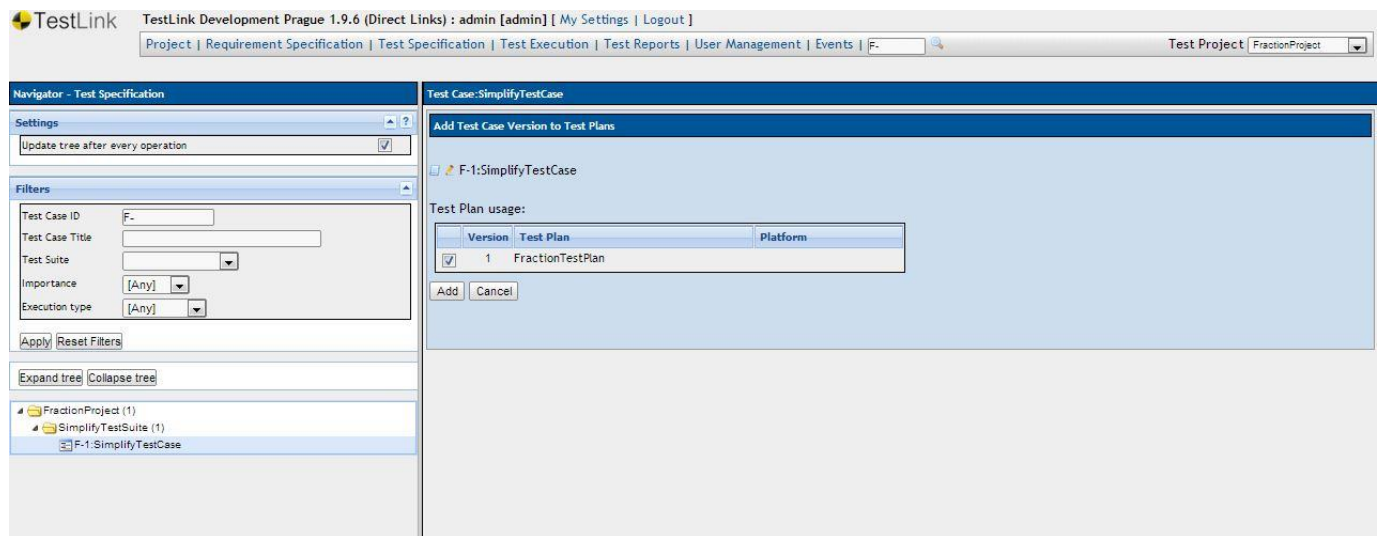 TestLink TestLink Development Prague 1.9.6 (Direct Links) : admin [admin] [ My Settings | Logout ]
Project | Requirement Specification | Test Specification | Test Execution | Test Reports | User Management | Events | F- Test Project FractionProject
Navigator - Test Specification
Settings ?
Update tree after every operation
Filters
Test Case ID F-
Test Case Title
Test Suite
Importance [Any]
Execution type [Any]
Apply Reset Filters
Expand tree Collapse tree
FractionProject (1)
SimplifyTestSuite (1)
F-1:SimplifyTestCase
Test Case:SimplifyTestCase
Add Test Case Version to Test Plans
F-1:SimplifyTestCase
Test Plan usage:
Version Test Plan Platform
1 FractionTestPlan
Add Cancel